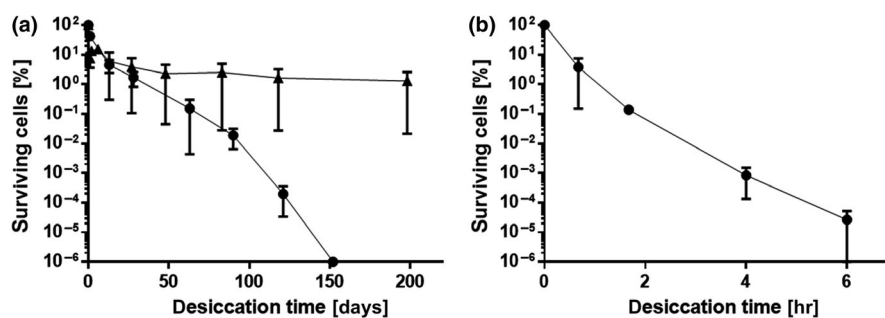 (a)
Surviving cells [%]
10²
10¹
10⁰
10⁻¹
10⁻²
10⁻³
10⁻⁴
10⁻⁵
10⁻⁶
0 50 100 150 200
Desiccation time [days]
(b)
Surviving cells [%]
10²
10¹
10⁰
10⁻¹
10⁻²
10⁻³
10⁻⁴
10⁻⁵
10⁻⁶
0 2 4 6
Desiccation time [hr]